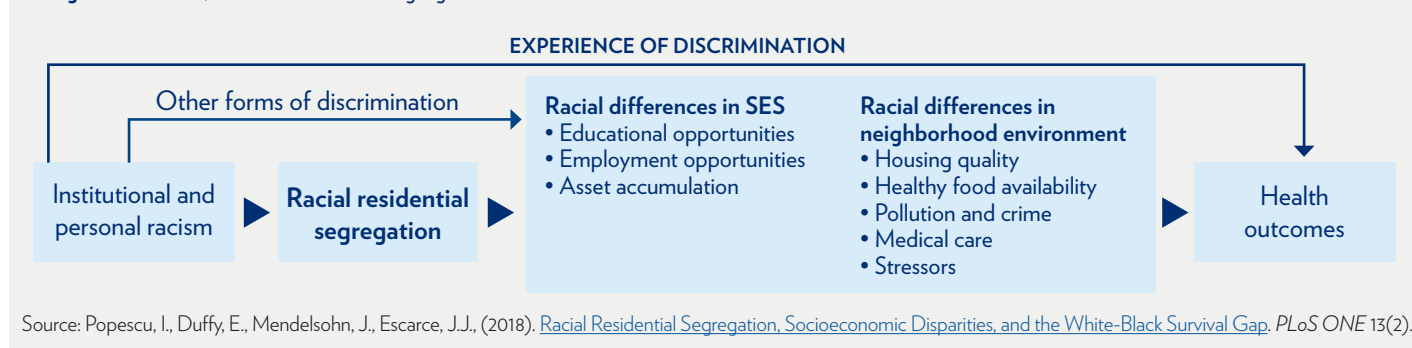 EXPERIENCE OF DISCRIMINATION
Other forms of discrimination
Institutional and
personal racism
Racial residential
segregation
Racial differences in SES
• Educational opportunities
• Employment opportunities
• Asset accumulation
Racial differences in
neighborhood environment
• Housing quality
• Healthy food availability
• Pollution and crime
• Medical care
• Stressors
Health
outcomes
Source: Popescu, I., Duffy, E., Mendelsohn, J., Escarce, J.J., (2018). Racial Residential Segregation, Socioeconomic Disparities, and the White-Black Survival Gap. PLoS ONE 13(2).